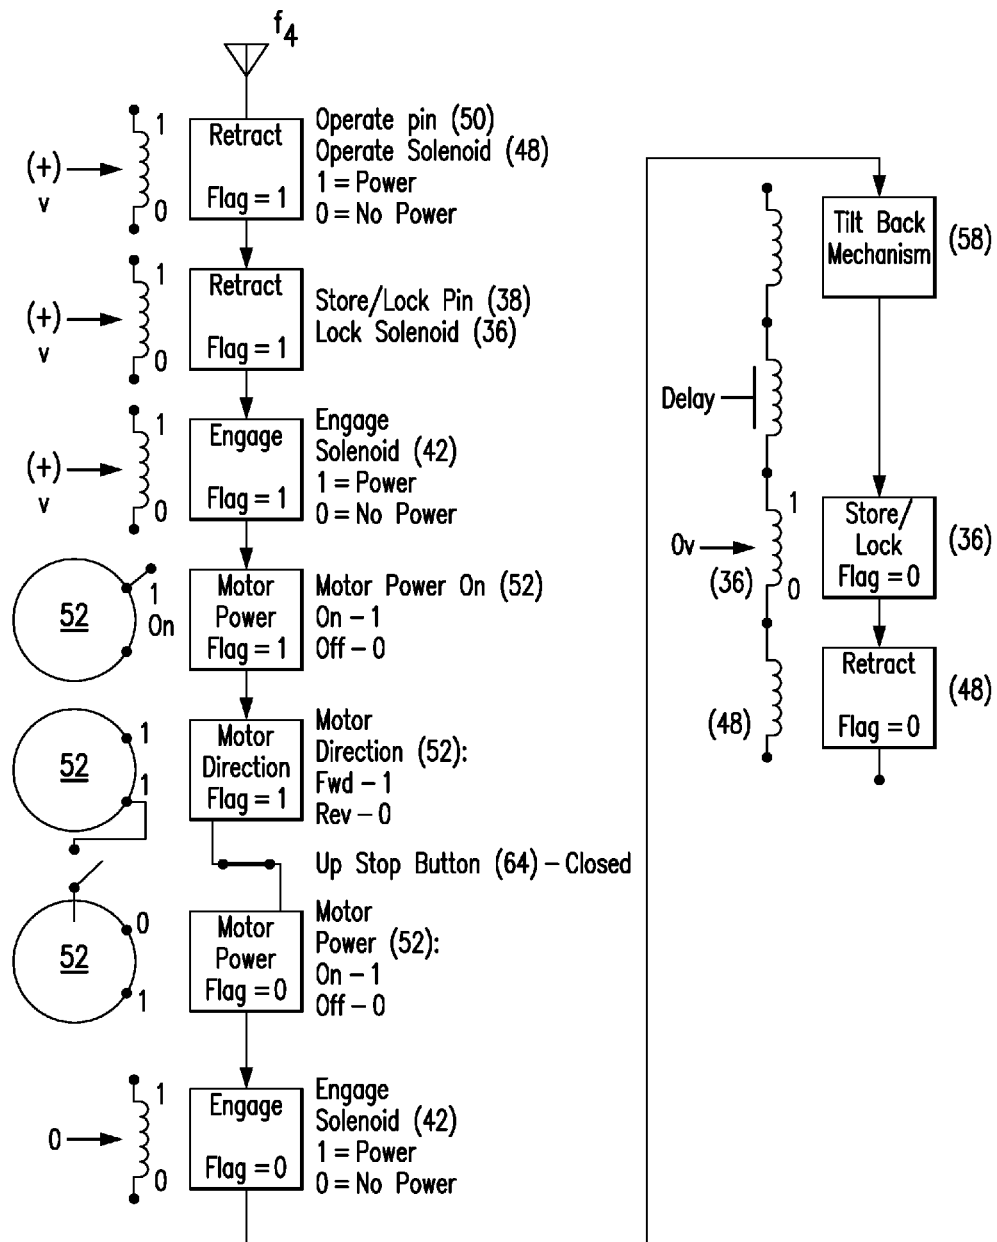 f4
1
(+)
v
0
Retract
Flag = 1
Operate pin (50)
Operate Solenoid (48)
1 = Power
0 = No Power
1
(+)
v
0
Retract
Flag = 1
Store/Lock Pin (38)
Lock Solenoid (36)
1
(+)
v
0
Engage
Flag = 1
Engage
Solenoid (42)
1 = Power
0 = No Power
52
1
On
Motor
Power
Flag = 1
Motor Power On (52)
On – 1
Off – 0
52
1
1
Motor
Direction
Flag = 1
Motor
Direction (52):
Fwd – 1
Rev – 0
Up Stop Button (64) – Closed
52
0
1
Motor
Power
Flag = 0
Motor
Power (52):
On – 1
Off – 0
1
0
0
Engage
Flag = 0
Engage
Solenoid (42)
1 = Power
0 = No Power
Tilt Back
Mechanism
(58)
Delay
1
0v
(36)
0
Store/
Lock
Flag = 0
(36)
(48)
Retract
Flag = 0
(48)